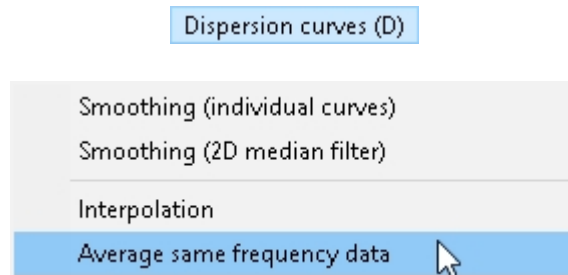 Dispersion curves (D)
Smoothing (individual curves)
Smoothing (2D median filter)
Interpolation
Average same frequency data